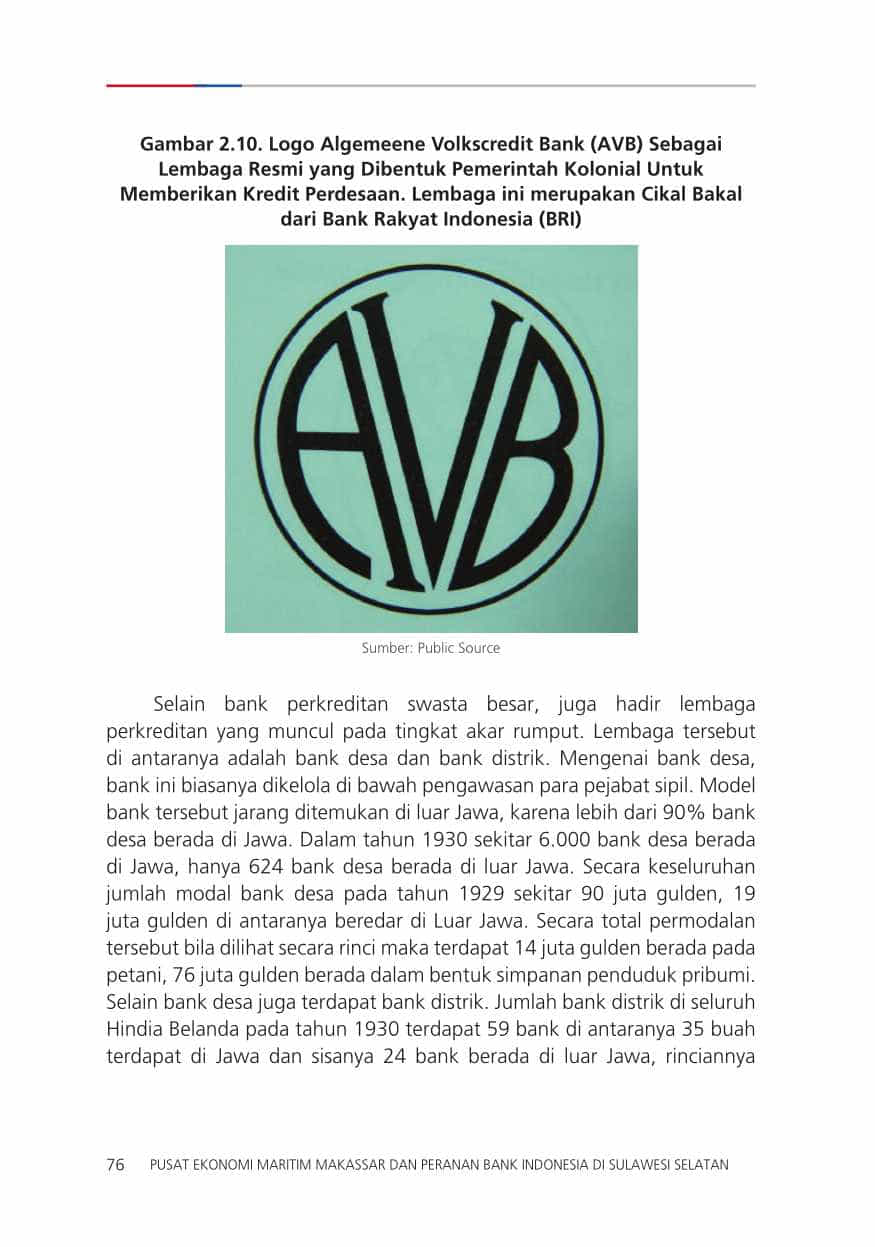 Gambar 2.10. Logo Algemeene Volkscredit Bank (AVB) Sebagai
Lembaga Resmi yang Dibentuk Pemerintah Kolonial Untuk
Memberikan Kredit Perdesaan. Lembaga ini merupakan Cikal Bakal
dari Bank Rakyat Indonesia (BRI)
AVB
Sumber: Public Source
Selain bank perkreditan swasta besar, juga hadir lembaga
perkreditan yang muncul pada tingkat akar rumput. Lembaga tersebut
di antaranya adalah bank desa dan bank distrik. Mengenai bank desa,
bank ini biasanya dikelola di bawah pengawasan para pejabat sipil. Model
bank tersebut jarang ditemukan di luar Jawa, karena lebih dari 90% bank
desa berada di Jawa. Dalam tahun 1930 sekitar 6.000 bank desa berada
di Jawa, hanya 624 bank desa berada di luar Jawa. Secara keseluruhan
jumlah modal bank desa pada tahun 1929 sekitar 90 juta gulden, 19
juta gulden di antaranya beredar di Luar Jawa. Secara total permodalan
tersebut bila dilihat secara rinci maka terdapat 14 juta gulden berada pada
petani, 76 juta gulden berada dalam bentuk simpanan penduduk pribumi.
Selain bank desa juga terdapat bank distrik. Jumlah bank distrik di seluruh
Hindia Belanda pada tahun 1930 terdapat 59 bank di antaranya 35 buah
terdapat di Jawa dan sisanya 24 bank berada di luar Jawa, rinciannya
76 PUSAT EKONOMI MARITIM MAKASSAR DAN PERANAN BANK INDONESIA DI SULAWESI SELATAN